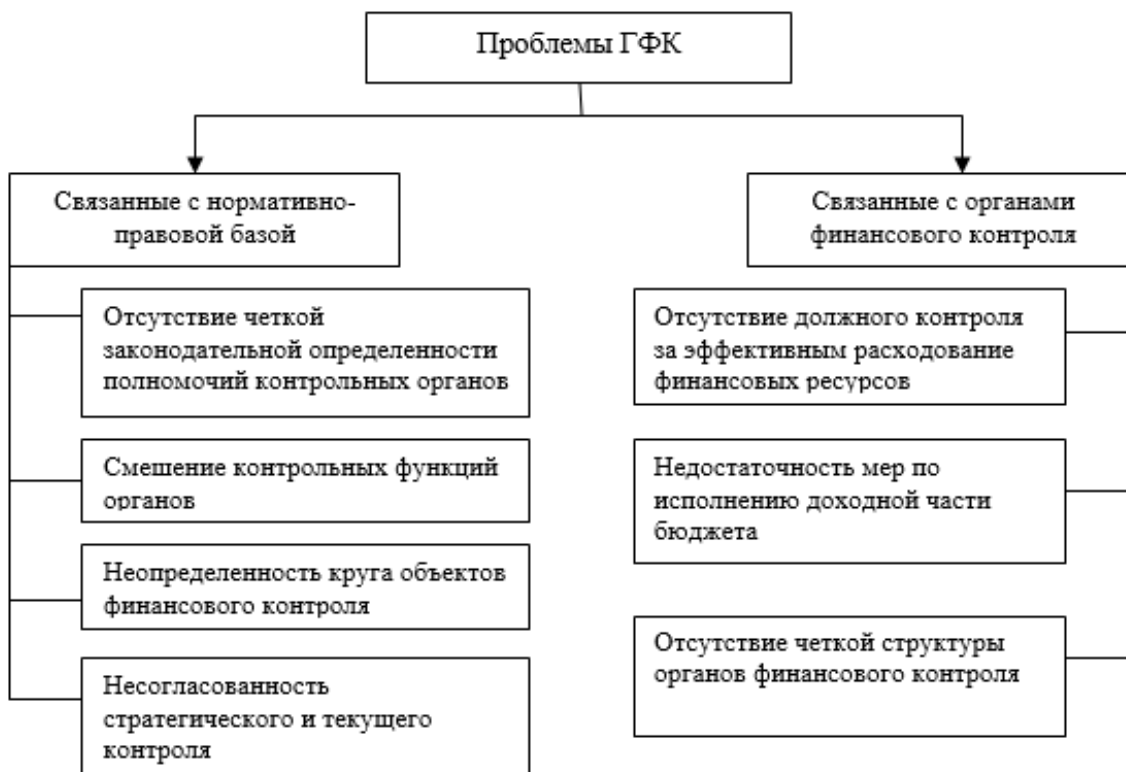 Проблемы ГФК
Связанные с нормативно-
правовой базой
Связанные с органами
финансового контроля
Отсутствие четкой
законодательной определенности
полномочий контрольных органов
Смешение контрольных функций
органов
Неопределенность круга объектов
финансового контроля
Несогласованность
стратегического и текущего
контроля
Отсутствие должного контроля
за эффективным расходование
финансовых ресурсов
Недостаточность мер по
исполнению доходной части
бюджета
Отсутствие четкой структуры
органов финансового контроля